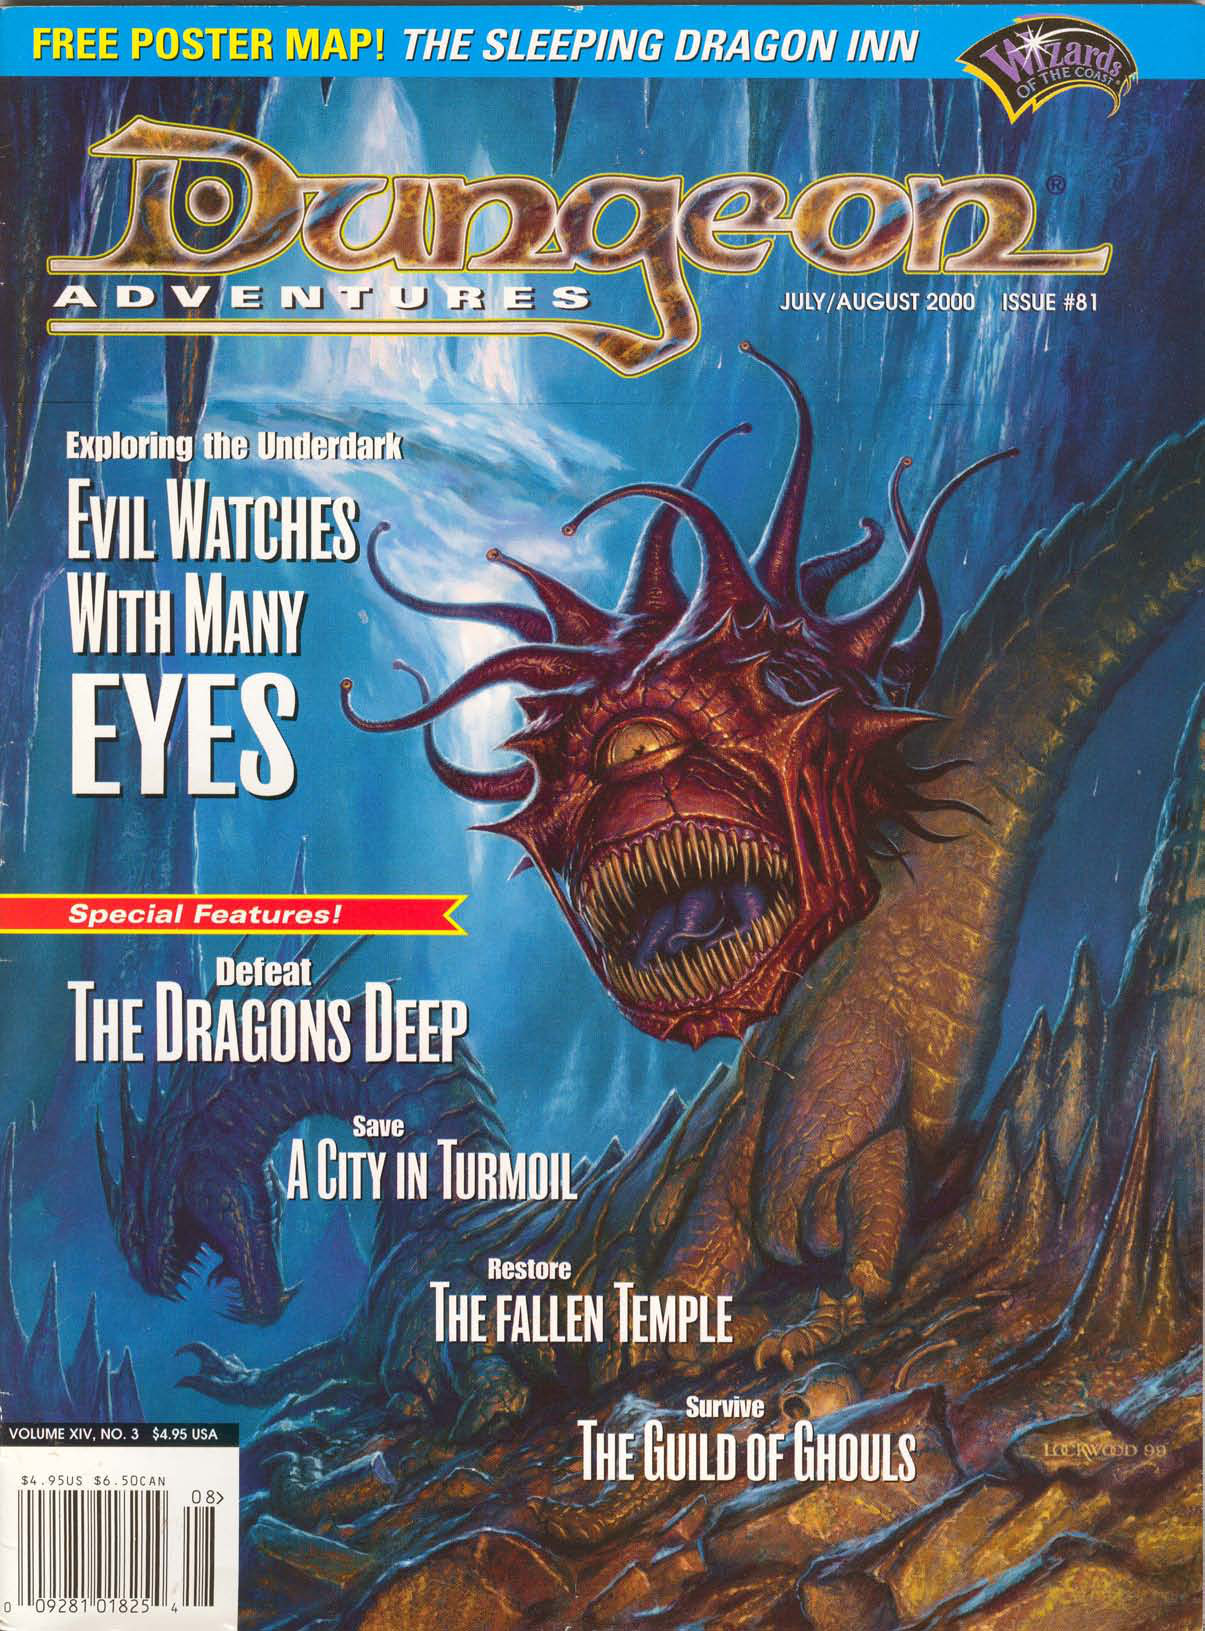 FREE POSTER MAP! THE SLEEPING DRAGON INN
Wizards
OF THE COAST®
Dungeon®
ADVENTURES
JULY/AUGUST 2000 ISSUE #81
Exploring the Underdark
EVIL WATCHES
WITH MANY
EYES
Special Features!
Defeat
THE DRAGONS DEEP
Save
A CITY IN TURMOIL
Restore
THE FALLEN TEMPLE
Survive
THE GUILD OF GHOULS
LOCKWOOD 99
VOLUME XIV, NO. 3 $4.95 USA
$4.95US $6.50CAN
08>
0 09281 01825 4